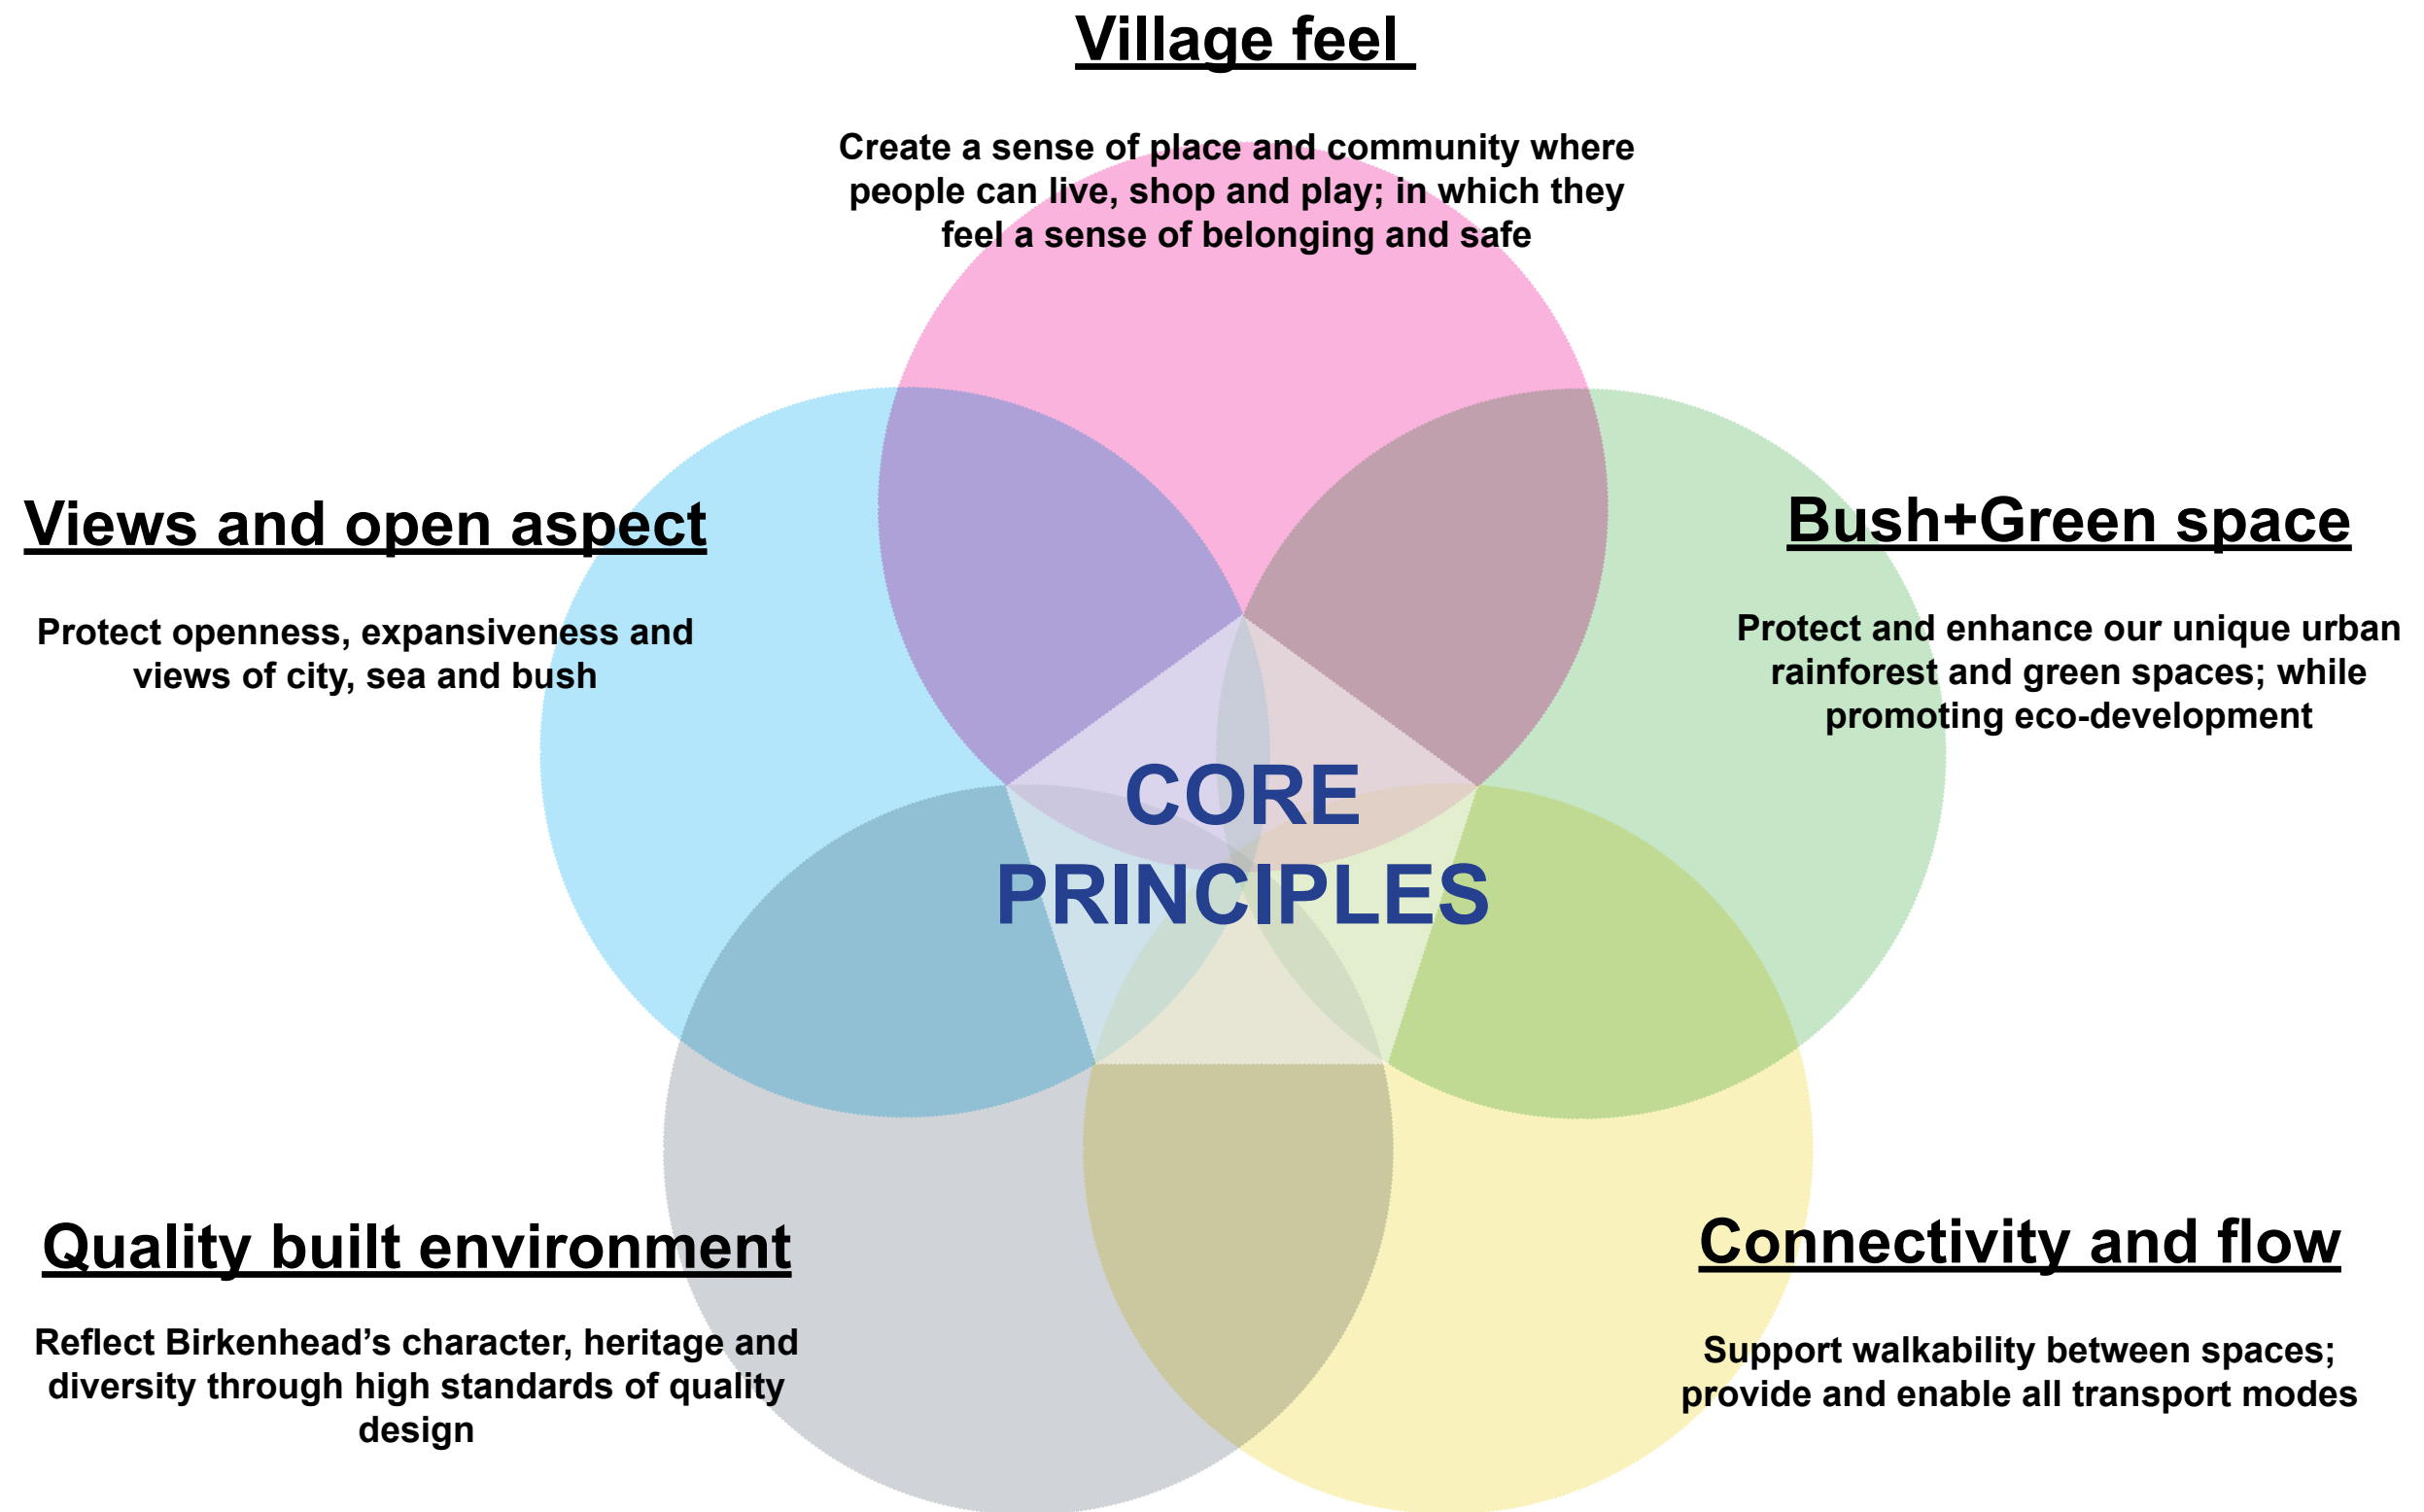 Village feel
Create a sense of place and community where
people can live, shop and play; in which they
feel a sense of belonging and safe
Views and open aspect
Protect openness, expansiveness and
views of city, sea and bush
Bush+Green space
Protect and enhance our unique urban
rainforest and green spaces; while
promoting eco-development
CORE
PRINCIPLES
Quality built environment
Reflect Birkenhead’s character, heritage and
diversity through high standards of quality
design
Connectivity and flow
Support walkability between spaces;
provide and enable all transport modes